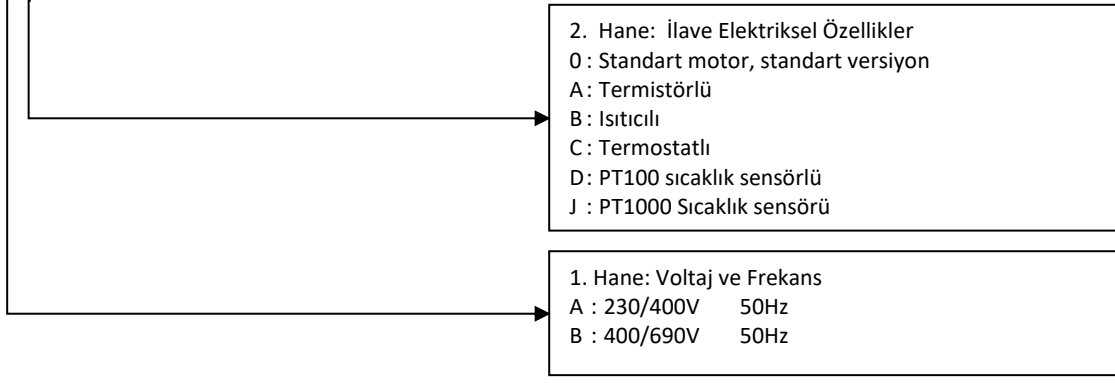 2. Hane: İlave Elektriksel Özellikler
0 : Standart motor, standart versiyon
A : Termistörlü
B : Isıtıcılı
C : Termostatlı
D: PT100 sıcaklık sensörlü
J : PT1000 Sıcaklık sensörü
1. Hane: Voltaj ve Frekans
A : 230/400V 50Hz
B : 400/690V 50Hz